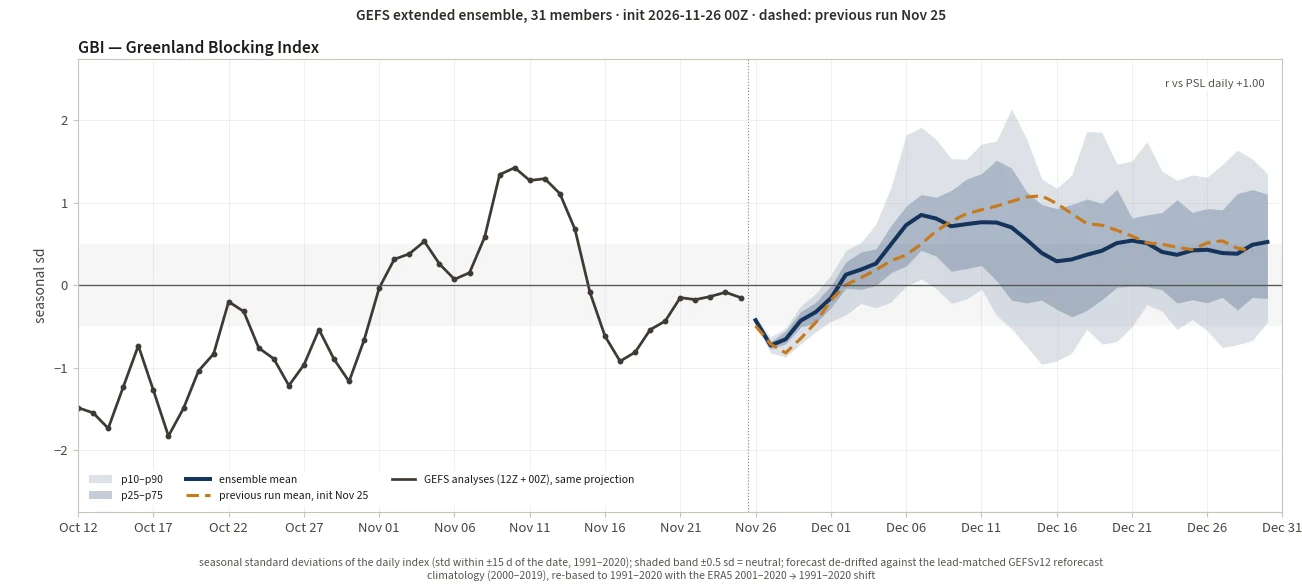 GEFS extended ensemble, 31 members · init 2026-11-26 00Z · dashed: previous run Nov 25
GBI — Greenland Blocking Index
r vs PSL daily +1.00
seasonal sd
2
1
0
−1
−2
p10–p90
ensemble mean
GEFS analyses (12Z + 00Z), same projection
p25–p75
previous run mean, init Nov 25
Oct 12
Oct 17
Oct 22
Oct 27
Nov 01
Nov 06
Nov 11
Nov 16
Nov 21
Nov 26
Dec 01
Dec 06
Dec 11
Dec 16
Dec 21
Dec 26
Dec 31
seasonal standard deviations of the daily index (std within ±15 d of the date, 1991–2020); shaded band ±0.5 sd = neutral; forecast de-drifted against the lead-matched GEFSv12 reforecast
climatology (2000–2019), re-based to 1991–2020 with the ERA5 2001–2020 → 1991–2020 shift